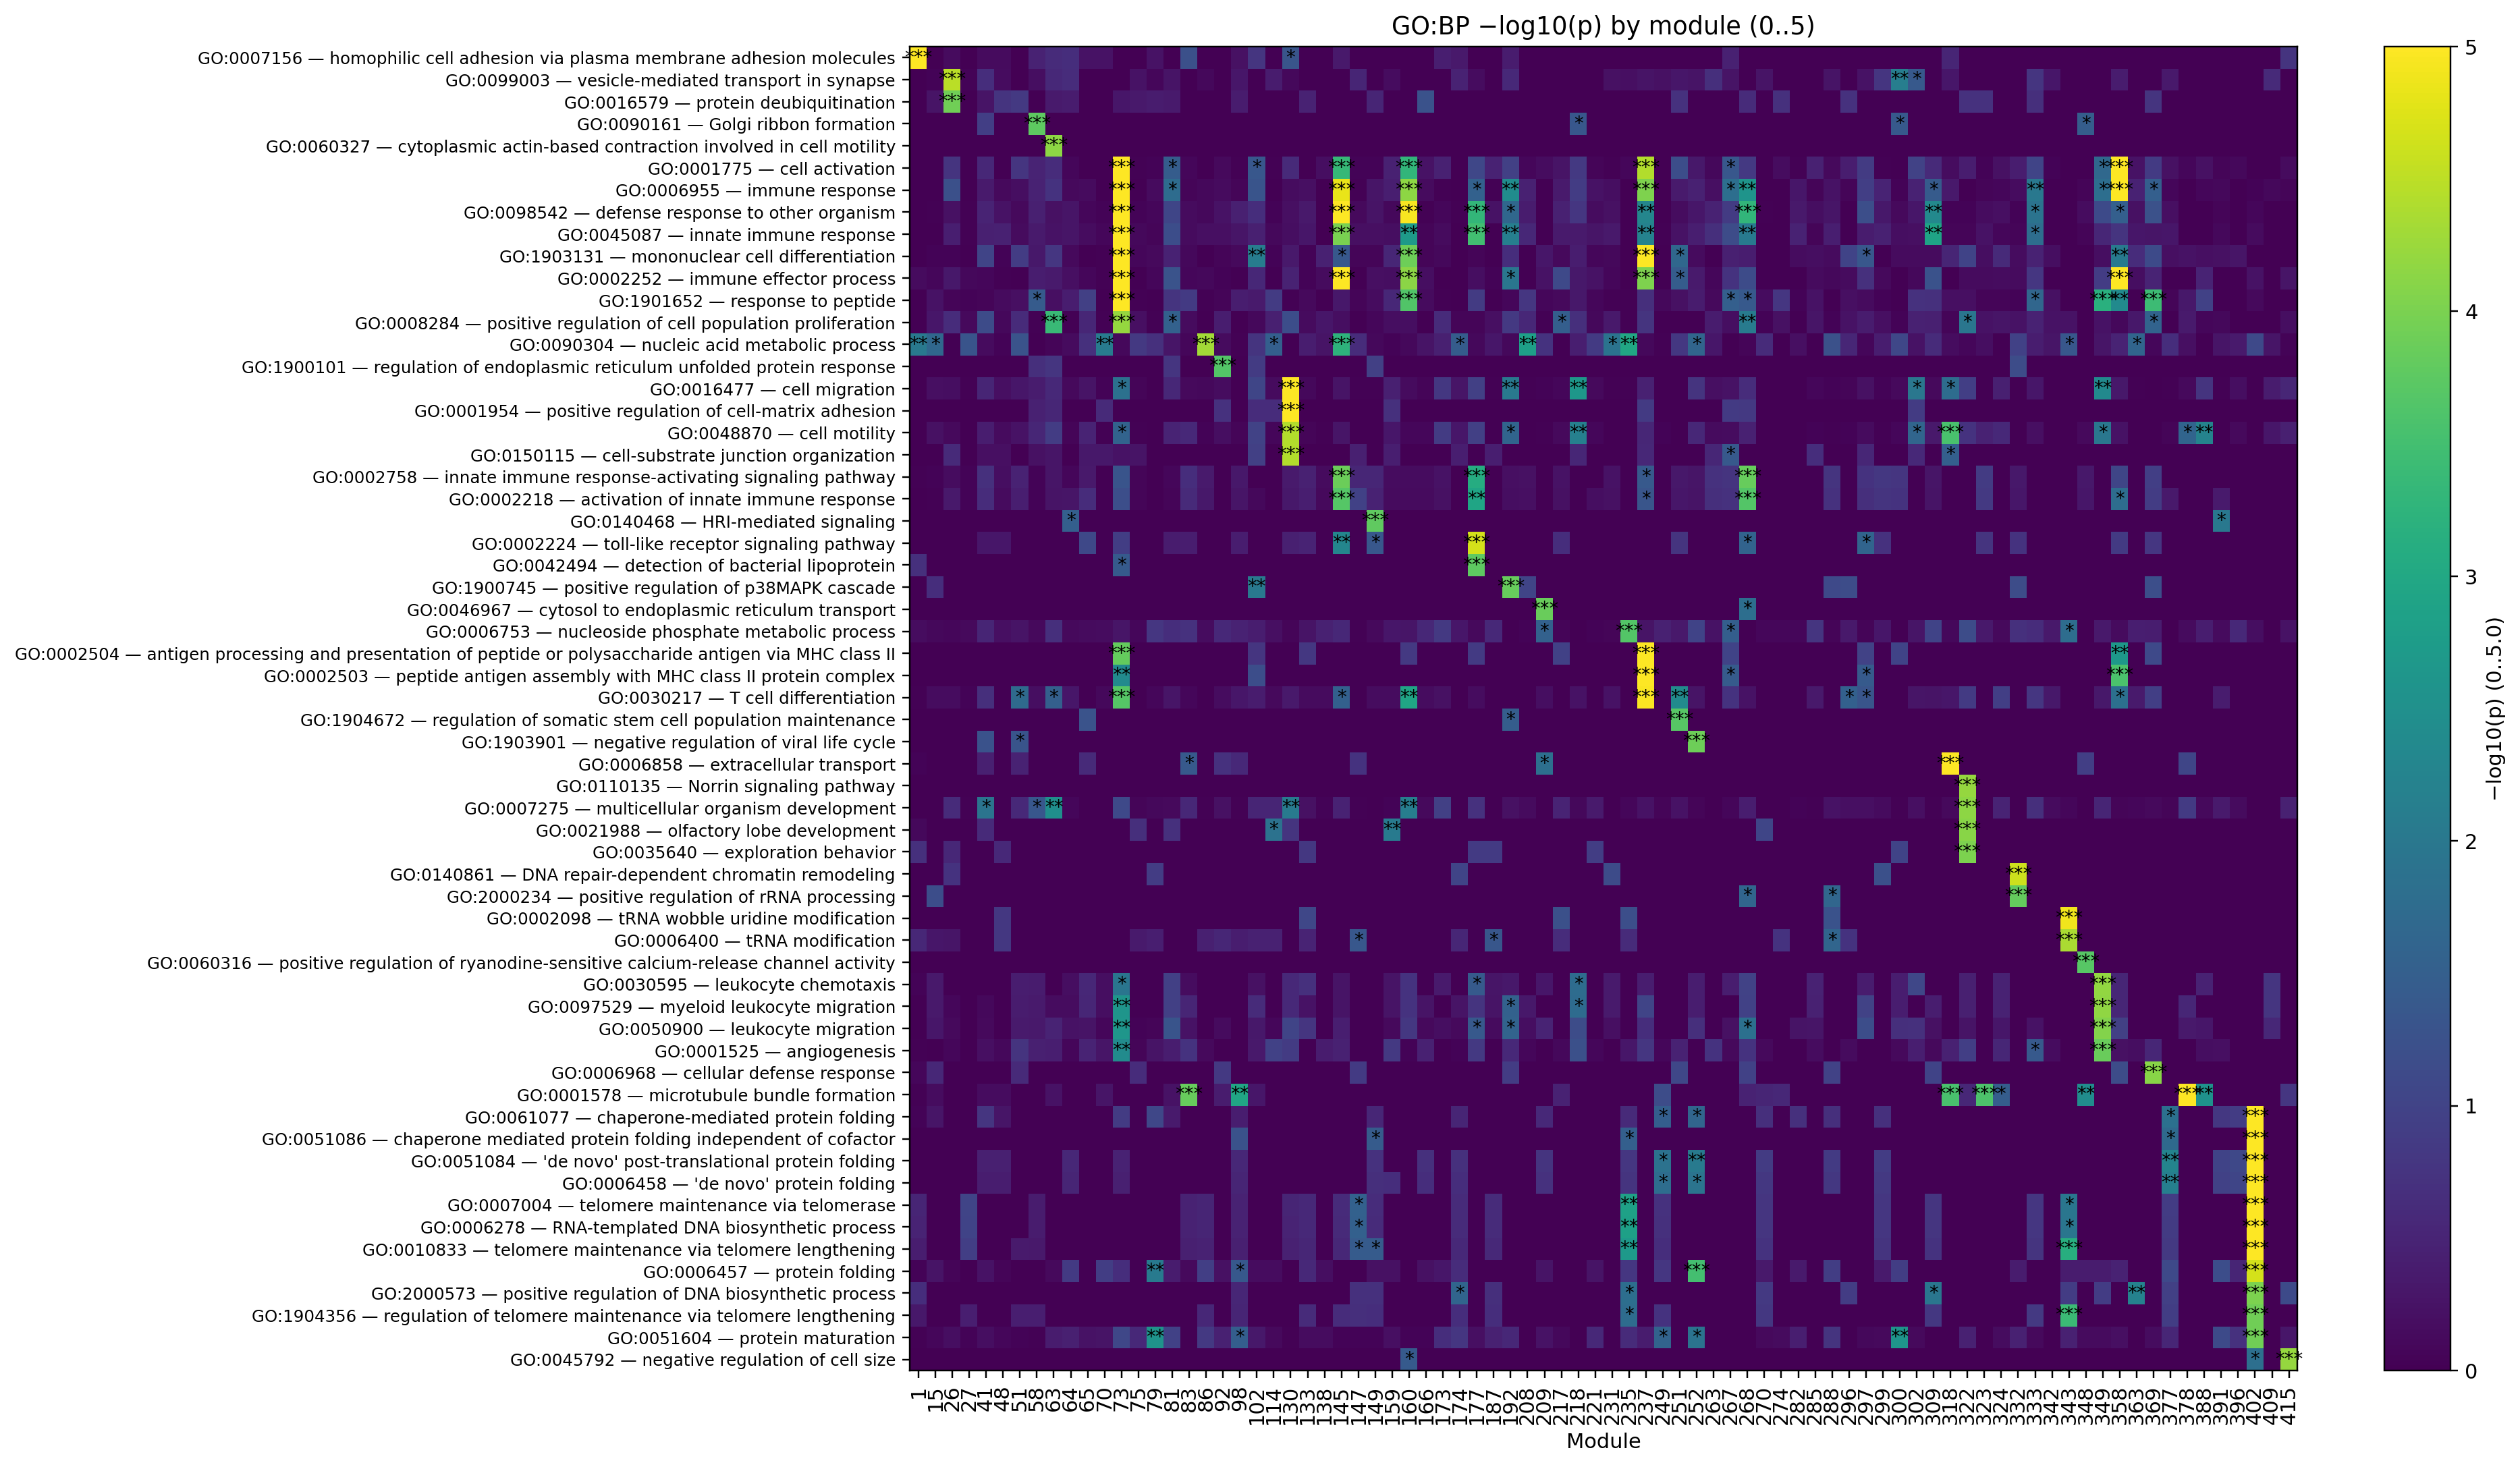 GO:BP −log10(p) by module (0..5)
GO:0007156 — homophilic cell adhesion via plasma membrane adhesion molecules
GO:0099003 — vesicle-mediated transport in synapse
GO:0016579 — protein deubiquitination
GO:0090161 — Golgi ribbon formation
GO:0060327 — cytoplasmic actin-based contraction involved in cell motility
GO:0001775 — cell activation
GO:0006955 — immune response
GO:0098542 — defense response to other organism
GO:0045087 — innate immune response
GO:1903131 — mononuclear cell differentiation
GO:0002252 — immune effector process
GO:1901652 — response to peptide
GO:0008284 — positive regulation of cell population proliferation
GO:0090304 — nucleic acid metabolic process
GO:1900101 — regulation of endoplasmic reticulum unfolded protein response
GO:0016477 — cell migration
GO:0001954 — positive regulation of cell-matrix adhesion
GO:0048870 — cell motility
GO:0150115 — cell-substrate junction organization
GO:0002758 — innate immune response-activating signaling pathway
GO:0002218 — activation of innate immune response
GO:0140468 — HRI-mediated signaling
GO:0002224 — toll-like receptor signaling pathway
GO:0042494 — detection of bacterial lipoprotein
GO:1900745 — positive regulation of p38MAPK cascade
GO:0046967 — cytosol to endoplasmic reticulum transport
GO:0006753 — nucleoside phosphate metabolic process
GO:0002504 — antigen processing and presentation of peptide or polysaccharide antigen via MHC class II
GO:0002503 — peptide antigen assembly with MHC class II protein complex
GO:0030217 — T cell differentiation
GO:1904672 — regulation of somatic stem cell population maintenance
GO:1903901 — negative regulation of viral life cycle
GO:0006858 — extracellular transport
GO:0110135 — Norrin signaling pathway
GO:0007275 — multicellular organism development
GO:0021988 — olfactory lobe development
GO:0035640 — exploration behavior
GO:0140861 — DNA repair-dependent chromatin remodeling
GO:2000234 — positive regulation of rRNA processing
GO:0002098 — tRNA wobble uridine modification
GO:0006400 — tRNA modification
GO:0060316 — positive regulation of ryanodine-sensitive calcium-release channel activity
GO:0030595 — leukocyte chemotaxis
GO:0097529 — myeloid leukocyte migration
GO:0050900 — leukocyte migration
GO:0001525 — angiogenesis
GO:0006968 — cellular defense response
GO:0001578 — microtubule bundle formation
GO:0061077 — chaperone-mediated protein folding
GO:0051086 — chaperone mediated protein folding independent of cofactor
GO:0051084 — 'de novo' post-translational protein folding
GO:0006458 — 'de novo' protein folding
GO:0007004 — telomere maintenance via telomerase
GO:0006278 — RNA-templated DNA biosynthetic process
GO:0010833 — telomere maintenance via telomere lengthening
GO:0006457 — protein folding
GO:2000573 — positive regulation of DNA biosynthetic process
GO:1904356 — regulation of telomere maintenance via telomere lengthening
GO:0051604 — protein maturation
GO:0045792 — negative regulation of cell size
1 15 26 27 41 48 51 58 63 64 65 70 73 75 79 81 83 86 92 98 102 114 130 133 138 145 147 149 159 160 166 173 174 177 187 192 208 209 217 218 221 231 235 237 249 251 252 263 267 268 270 274 282 285 288 296 297 299 300 302 309 318 322 323 324 332 333 342 343 348 349 358 363 369 377 378 388 391 396 402 409 415
Module
5
4
3
2
1
0
−log10(p) (0..5.0)